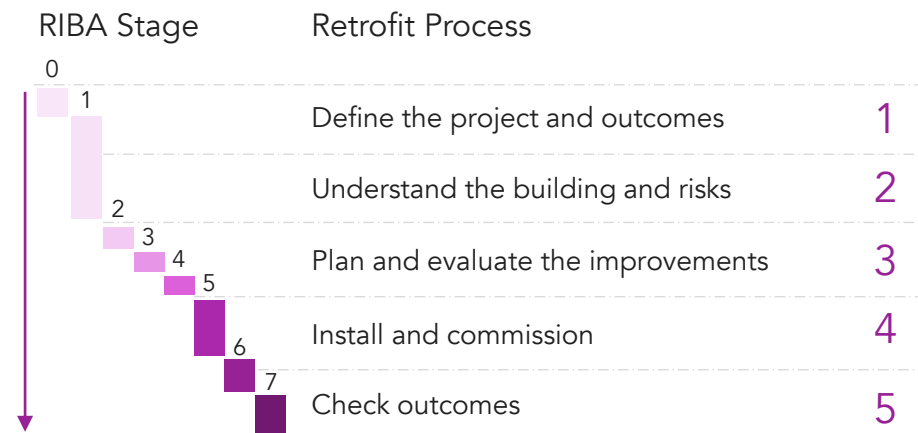 RIBA Stage Retrofit Process
0
1
Define the project and outcomes 1
Understand the building and risks 2
2
3
4
Plan and evaluate the improvements 3
5
Install and commission 4
6
7
Check outcomes 5